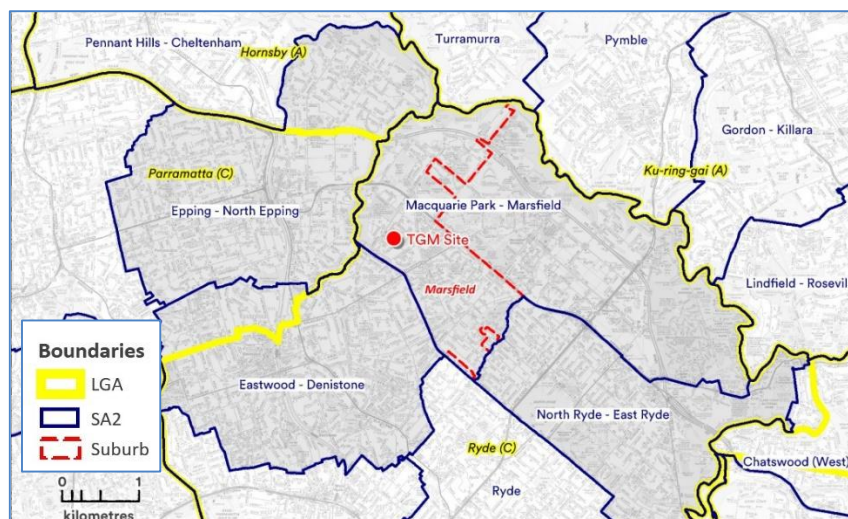 Pennant Hills - Cheltenham
Hornsby (A)
Turramurra
Pymble
Gordon - Killara
Parramatta (C)
Ku-ring-gai (A)
Epping - North Epping
Macquarie Park - Marsfield
TGM Site
Marsfield
Lindfield - Rosevil
Boundaries
LGA
SA2
Suburb
0 1
kilometres
Eastwood - Denistone
North Ryde - East Ryde
Ryde (C)
Chatswood (West)
Ryde